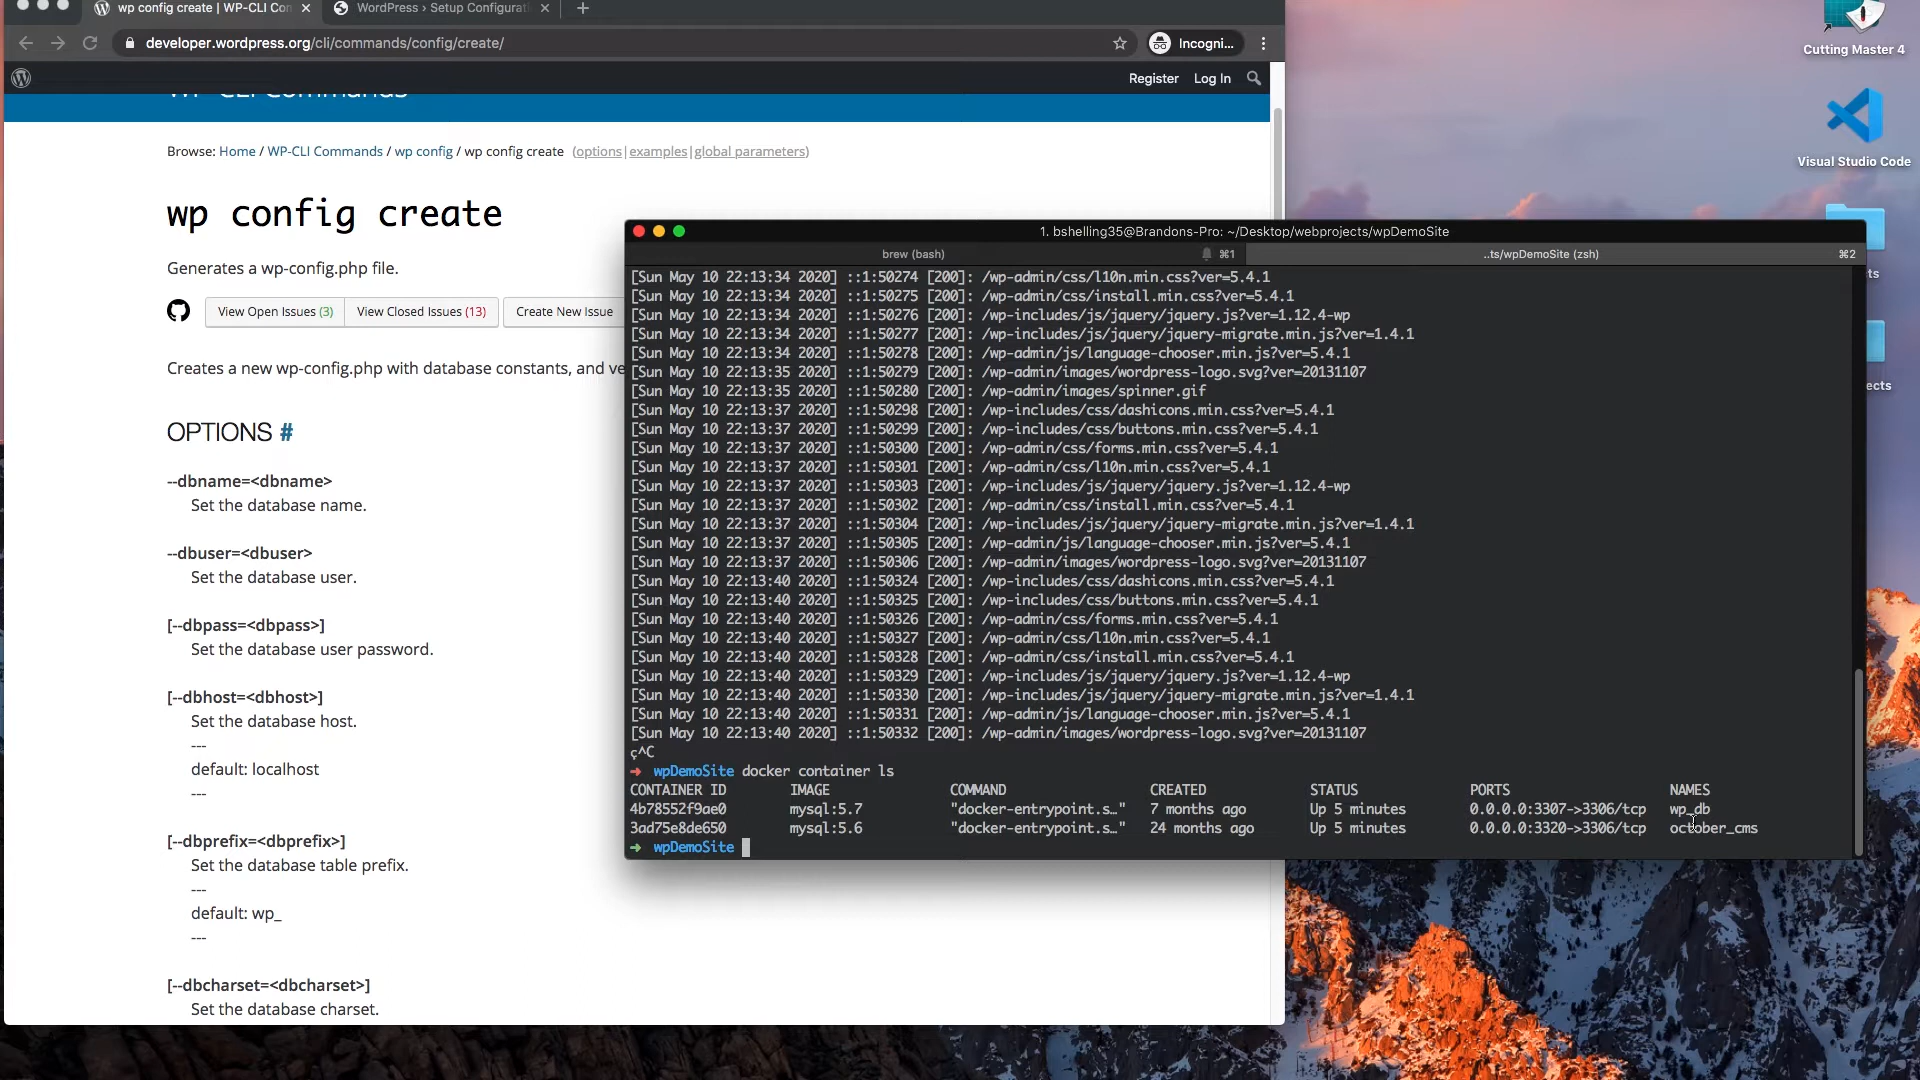 wp config create | WP-CLI Con
WordPress › Setup Configurati
developer.wordpress.org/cli/commands/config/create/
Incogni...
Register Log In
WP-CLI Commands
Browse: Home / WP-CLI Commands / wp config / wp config create (options|examples|global parameters)
wp config create
Generates a wp-config.php file.
View Open Issues (3) View Closed Issues (13) Create New Issue
Creates a new wp-config.php with database constants, and ve
OPTIONS #
--dbname=<dbname>
Set the database name.
--dbuser=<dbuser>
Set the database user.
[--dbpass=<dbpass>]
Set the database user password.
[--dbhost=<dbhost>]
Set the database host.
---
default: localhost
---
[--dbprefix=<dbprefix>]
Set the database table prefix.
---
default: wp_
---
[--dbcharset=<dbcharset>]
Set the database charset.
1. bshelling35@Brandons-Pro: ~/Desktop/webprojects/wpDemoSite
brew (bash) ⌘1 ..ts/wpDemoSite (zsh) ⌘2
[Sun May 10 22:13:34 2020] ::1:50274 [200]: /wp-admin/css/l10n.min.css?ver=5.4.1
[Sun May 10 22:13:34 2020] ::1:50275 [200]: /wp-admin/css/install.min.css?ver=5.4.1
[Sun May 10 22:13:34 2020] ::1:50276 [200]: /wp-includes/js/jquery/jquery.js?ver=1.12.4-wp
[Sun May 10 22:13:34 2020] ::1:50277 [200]: /wp-includes/js/jquery/jquery-migrate.min.js?ver=1.4.1
[Sun May 10 22:13:34 2020] ::1:50278 [200]: /wp-admin/js/language-chooser.min.js?ver=5.4.1
[Sun May 10 22:13:35 2020] ::1:50279 [200]: /wp-admin/images/wordpress-logo.svg?ver=20131107
[Sun May 10 22:13:35 2020] ::1:50280 [200]: /wp-admin/images/spinner.gif
[Sun May 10 22:13:37 2020] ::1:50298 [200]: /wp-includes/css/dashicons.min.css?ver=5.4.1
[Sun May 10 22:13:37 2020] ::1:50299 [200]: /wp-includes/css/buttons.min.css?ver=5.4.1
[Sun May 10 22:13:37 2020] ::1:50300 [200]: /wp-admin/css/forms.min.css?ver=5.4.1
[Sun May 10 22:13:37 2020] ::1:50301 [200]: /wp-admin/css/l10n.min.css?ver=5.4.1
[Sun May 10 22:13:37 2020] ::1:50303 [200]: /wp-includes/js/jquery/jquery.js?ver=1.12.4-wp
[Sun May 10 22:13:37 2020] ::1:50302 [200]: /wp-admin/css/install.min.css?ver=5.4.1
[Sun May 10 22:13:37 2020] ::1:50304 [200]: /wp-includes/js/jquery/jquery-migrate.min.js?ver=1.4.1
[Sun May 10 22:13:37 2020] ::1:50305 [200]: /wp-admin/js/language-chooser.min.js?ver=5.4.1
[Sun May 10 22:13:37 2020] ::1:50306 [200]: /wp-admin/images/wordpress-logo.svg?ver=20131107
[Sun May 10 22:13:40 2020] ::1:50324 [200]: /wp-includes/css/dashicons.min.css?ver=5.4.1
[Sun May 10 22:13:40 2020] ::1:50325 [200]: /wp-includes/css/buttons.min.css?ver=5.4.1
[Sun May 10 22:13:40 2020] ::1:50326 [200]: /wp-admin/css/forms.min.css?ver=5.4.1
[Sun May 10 22:13:40 2020] ::1:50327 [200]: /wp-admin/css/l10n.min.css?ver=5.4.1
[Sun May 10 22:13:40 2020] ::1:50328 [200]: /wp-admin/css/install.min.css?ver=5.4.1
[Sun May 10 22:13:40 2020] ::1:50329 [200]: /wp-includes/js/jquery/jquery.js?ver=1.12.4-wp
[Sun May 10 22:13:40 2020] ::1:50330 [200]: /wp-includes/js/jquery/jquery-migrate.min.js?ver=1.4.1
[Sun May 10 22:13:40 2020] ::1:50331 [200]: /wp-admin/js/language-chooser.min.js?ver=5.4.1
[Sun May 10 22:13:40 2020] ::1:50332 [200]: /wp-admin/images/wordpress-logo.svg?ver=20131107
ç^C
➜ wpDemoSite docker container ls
CONTAINER ID IMAGE COMMAND CREATED STATUS PORTS NAMES
4b78552f9ae0 mysql:5.7 "docker-entrypoint.s…" 7 months ago Up 5 minutes 0.0.0.0:3307->3306/tcp wp_db
3ad75e8de650 mysql:5.6 "docker-entrypoint.s…" 24 months ago Up 5 minutes 0.0.0.0:3320->3306/tcp october_cms
➜ wpDemoSite
Cutting Master 4
Visual Studio Code
ts
ects